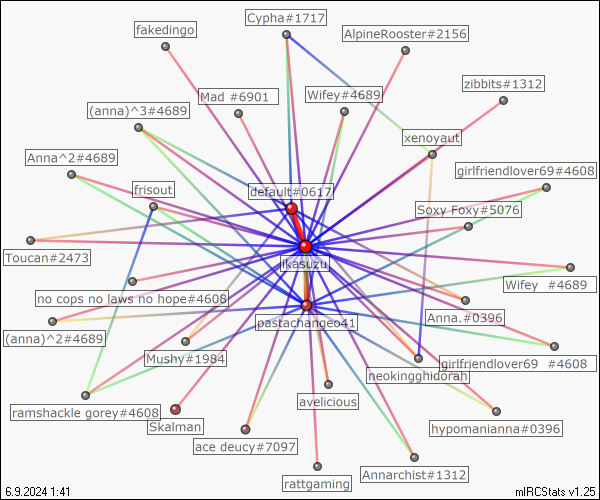 Cypha#1717
fakedingo
AlpineRooster#2156
zibbits#1312
Mad #6901
Wifey#4689
(anna)^3#4689
xenoyaut
Anna^2#4689
girlfriendlover69#4608
frisout
default#0617
Soxy Foxy#5076
Toucan#2473
ikasuzu
Wifey #4689
no cops no laws no hope#4608
Anna.#0396
pastachange41
(anna)^2#4689
Mushy#1984
girlfriendlover69 #4608
neokingghidorah
avelicious
ramshackle gorey#4608
Skalman
hypomanianna#0396
ace deucy#7097
Annarchist#1312
rattgaming
6.9.2024 1:41
mIRCStats v1.25